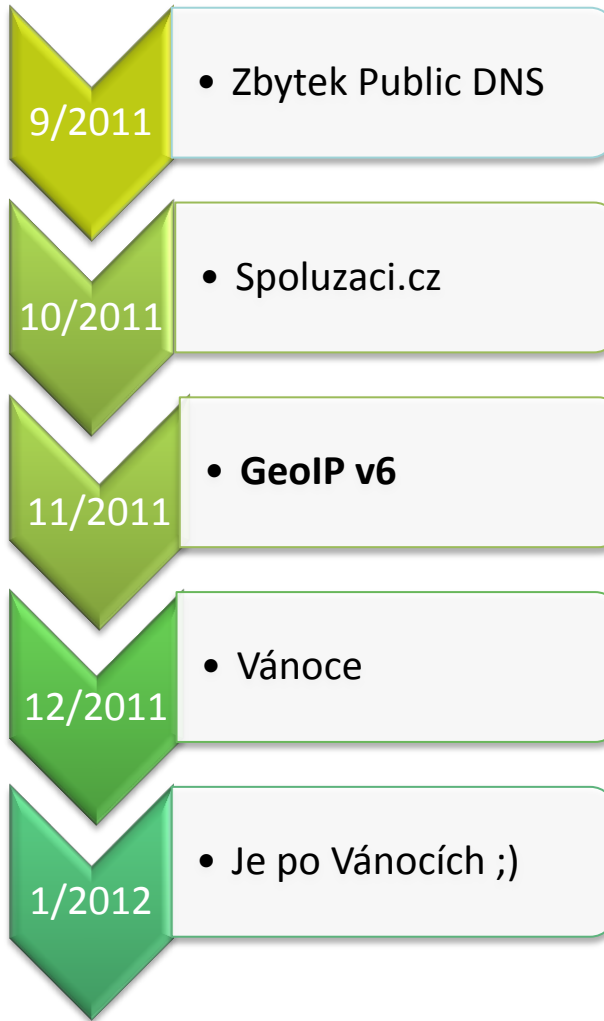 9/2011
• Zbytek Public DNS
10/2011
• Spoluzaci.cz
11/2011
• GeoIP v6
12/2011
• Vánoce
1/2012
• Je po Vánocích ;)